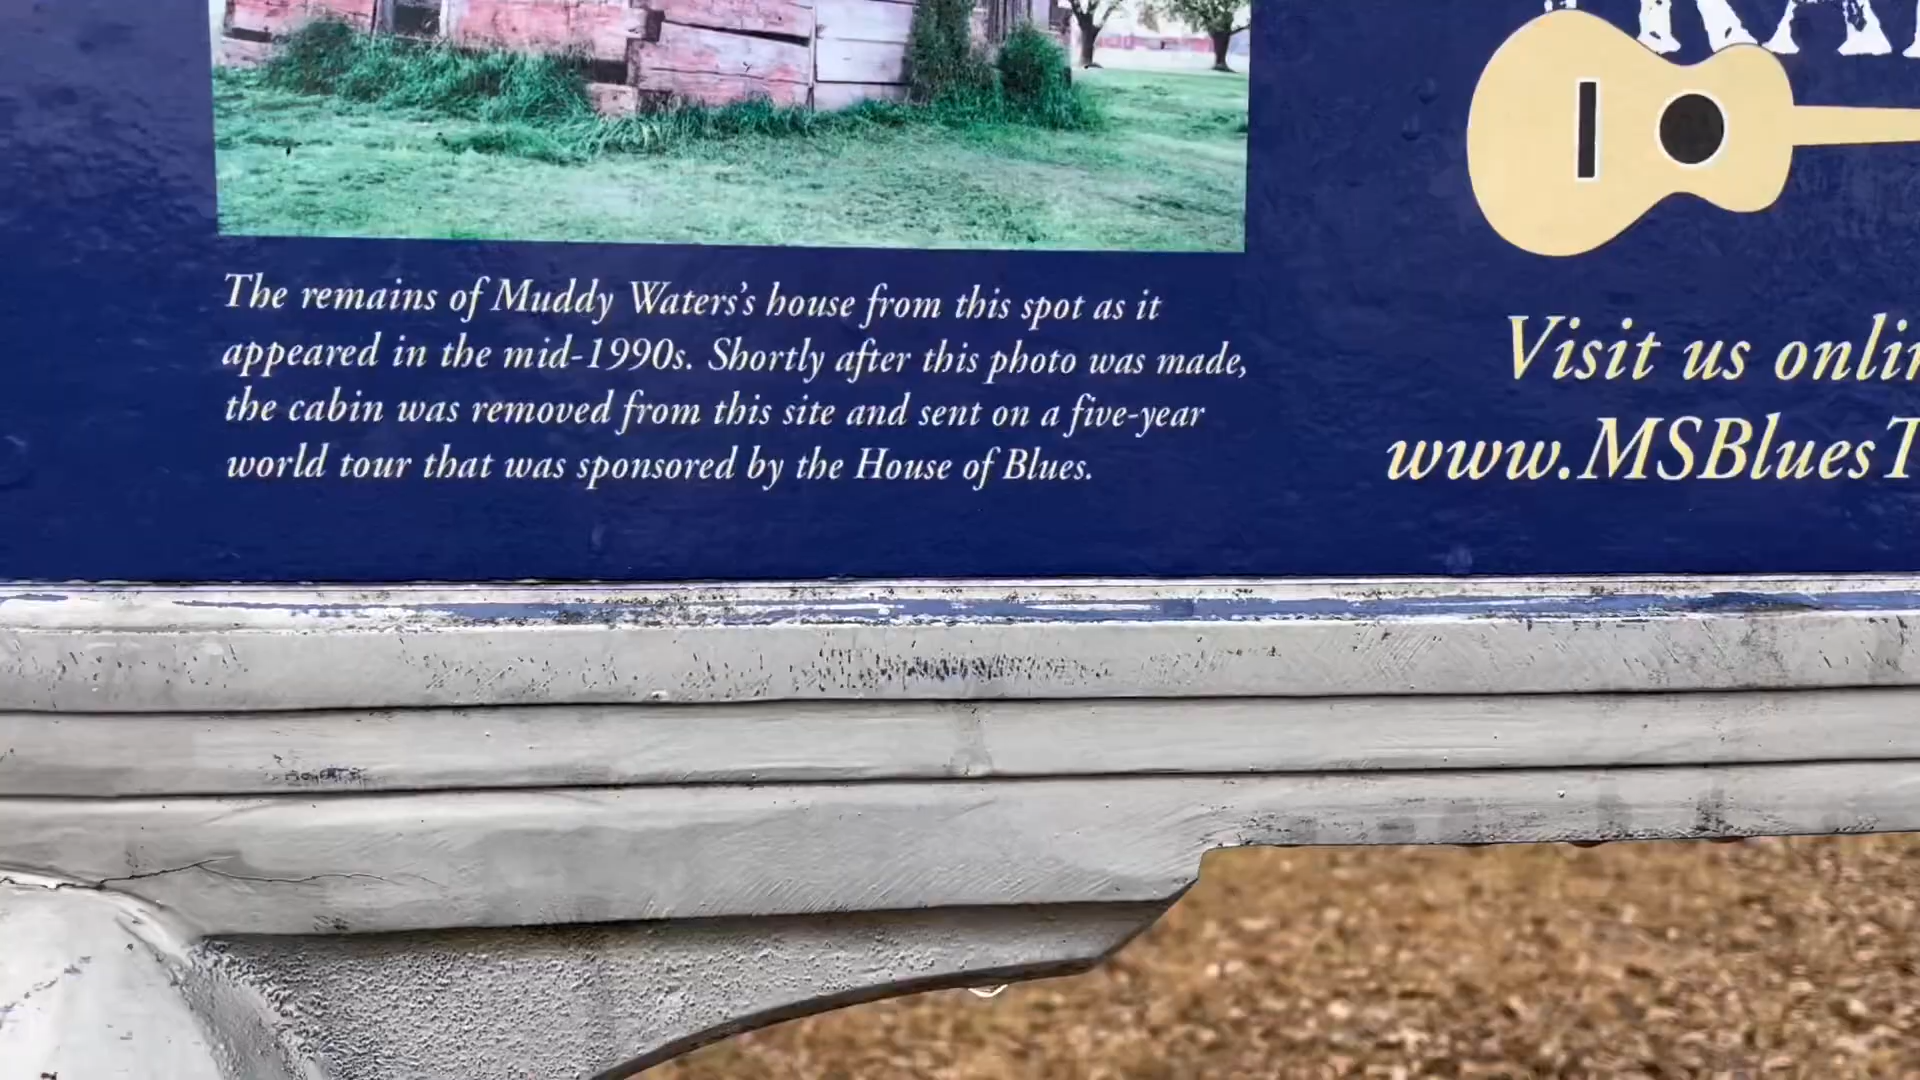 The remains of Muddy Waters's house from this spot as it
appeared in the mid-1990s. Shortly after this photo was made,
the cabin was removed from this site and sent on a five-year
world tour that was sponsored by the House of Blues.
Visit us onlin
www.MSBluesT